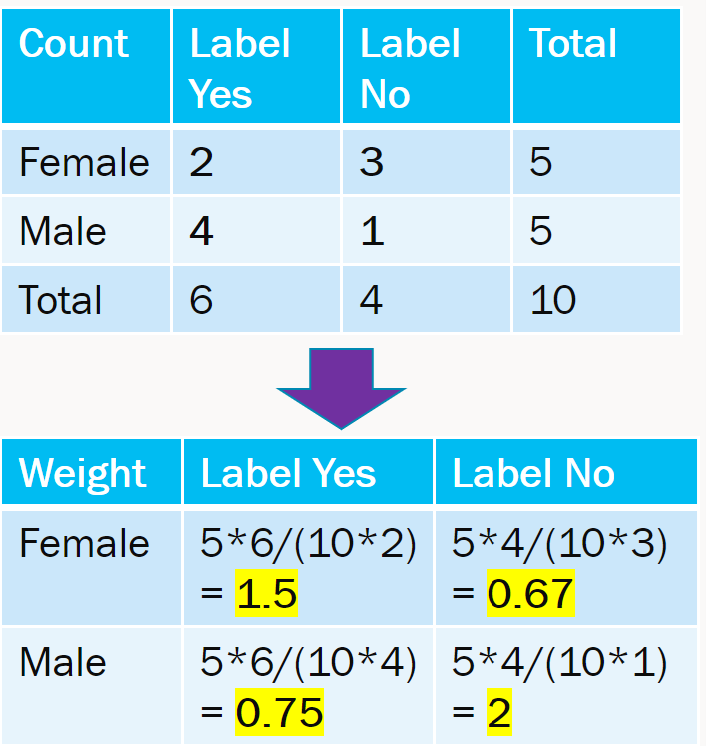 Count Label Yes Label No Total
Female 2 3 5
Male 4 1 5
Total 6 4 10
Weight Label Yes Label No
Female 5*6/(10*2) = 1.5 5*4/(10*3) = 0.67
Male 5*6/(10*4) = 0.75 5*4/(10*1) = 2